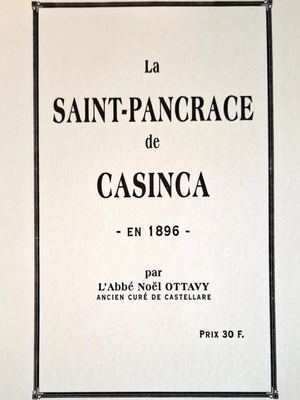 La
SAINT-PANCRACE
de
CASINCA
- EN 1896 -
par
L'Abbé Noël OTTAVY
ANCIEN CURÉ DE CASTELLARE
PRIX 30 F.